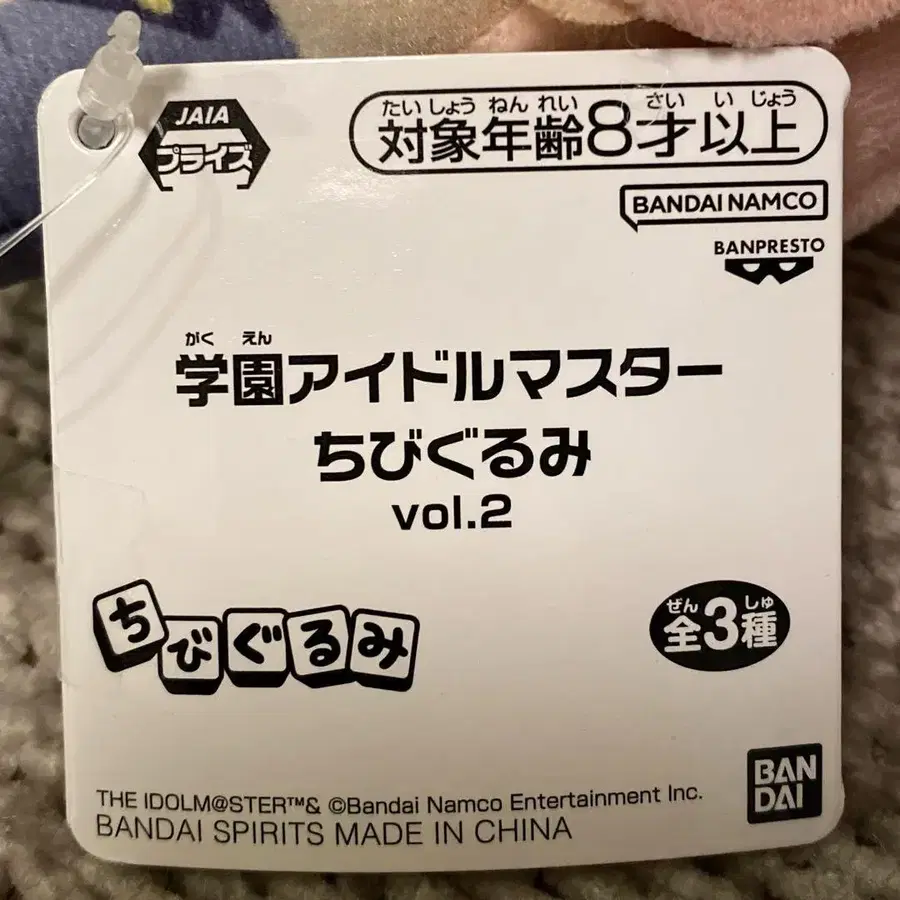 JAIA
プライズ
たいしょうねんれい さいいじょう
対象年齢8才以上
BANDAI NAMCO
BANPRESTO
がくえん
学園アイドルマスター
ちびぐるみ
vol.2
ちびぐるみ
ぜん しゅ
全3種
THE IDOLM@STER™& ©Bandai Namco Entertainment Inc.
BANDAI SPIRITS MADE IN CHINA
BAN
DAI